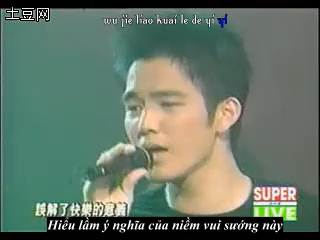 土豆网
wu jie liao kuai le de yi yi
SUPER
LIVE
誤解了快樂的意義
Hiểu lầm ý nghĩa của niềm vui sướng này